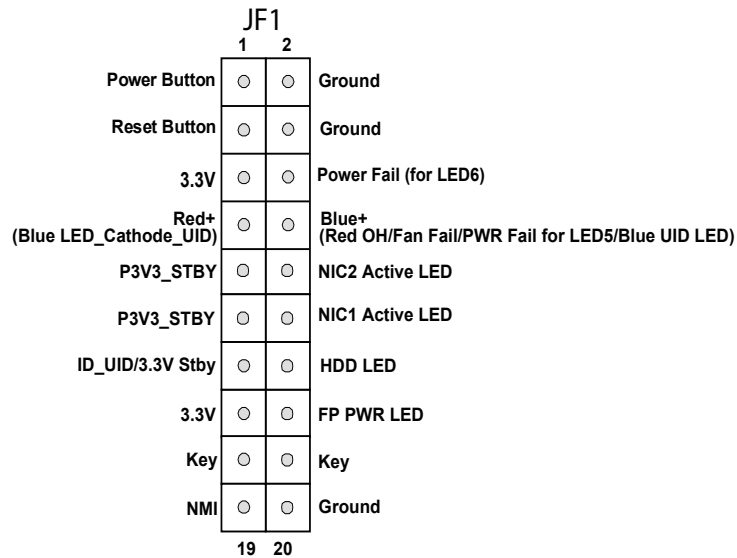 JF1
1 2
Power Button Ground
Reset Button Ground
3.3V Power Fail (for LED6)
Red+ Blue+
(Blue LED_Cathode_UID) (Red OH/Fan Fail/PWR Fail for LED5/Blue UID LED)
P3V3_STBY NIC2 Active LED
P3V3_STBY NIC1 Active LED
ID_UID/3.3V Stby HDD LED
3.3V FP PWR LED
Key Key
NMI Ground
19 20